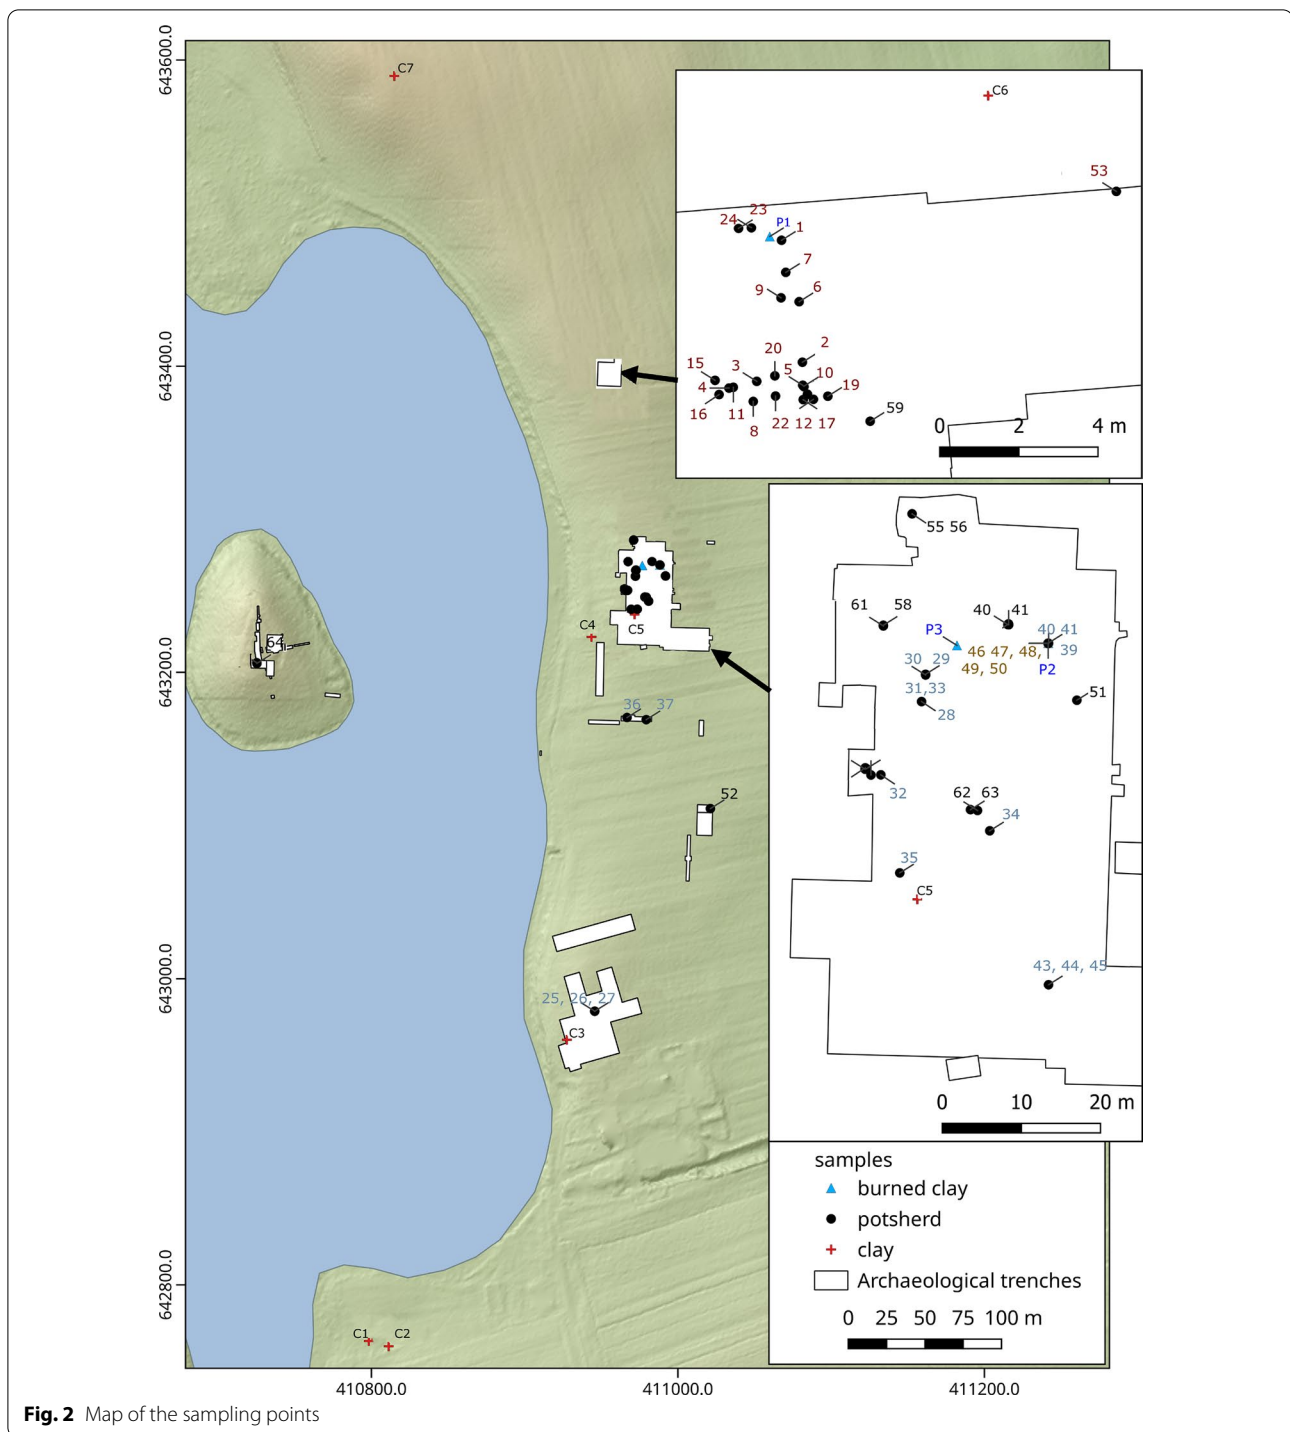 643600.0
643400.0
643200.0
643000.0
642800.0
410800.0
411000.0
411200.0
C7
C6
53
24
23
P1
1
7
9
6
2
20
15
3
5
10
4
19
16
11
8
22
12
17
59
0 2 4 m
55 56
61
58
40
41
P3
40 41
46 47, 48,
39
49, 50
P2
30
29
31,33
28
51
32
62
63
34
35
C5
43, 44, 45
0 10 20 m
C4
C5
64
36
37
52
25, 26, 27
C3
C1
C2
samples
burned clay
potsherd
clay
Archaeological trenches
0 25 50 75 100 m
Fig. 2 Map of the sampling points